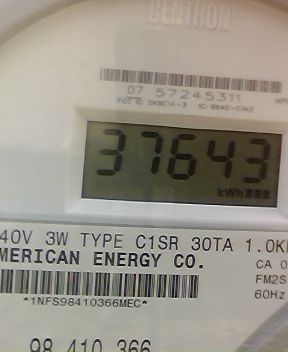 CENTRON
07 57245311
37643
kWh
40V 3W TYPE C1SR 30TA 1.0K
MERICAN ENERGY CO.
CA 0
FM2S
*1NFS98410366MEC*
60Hz
98 410 366